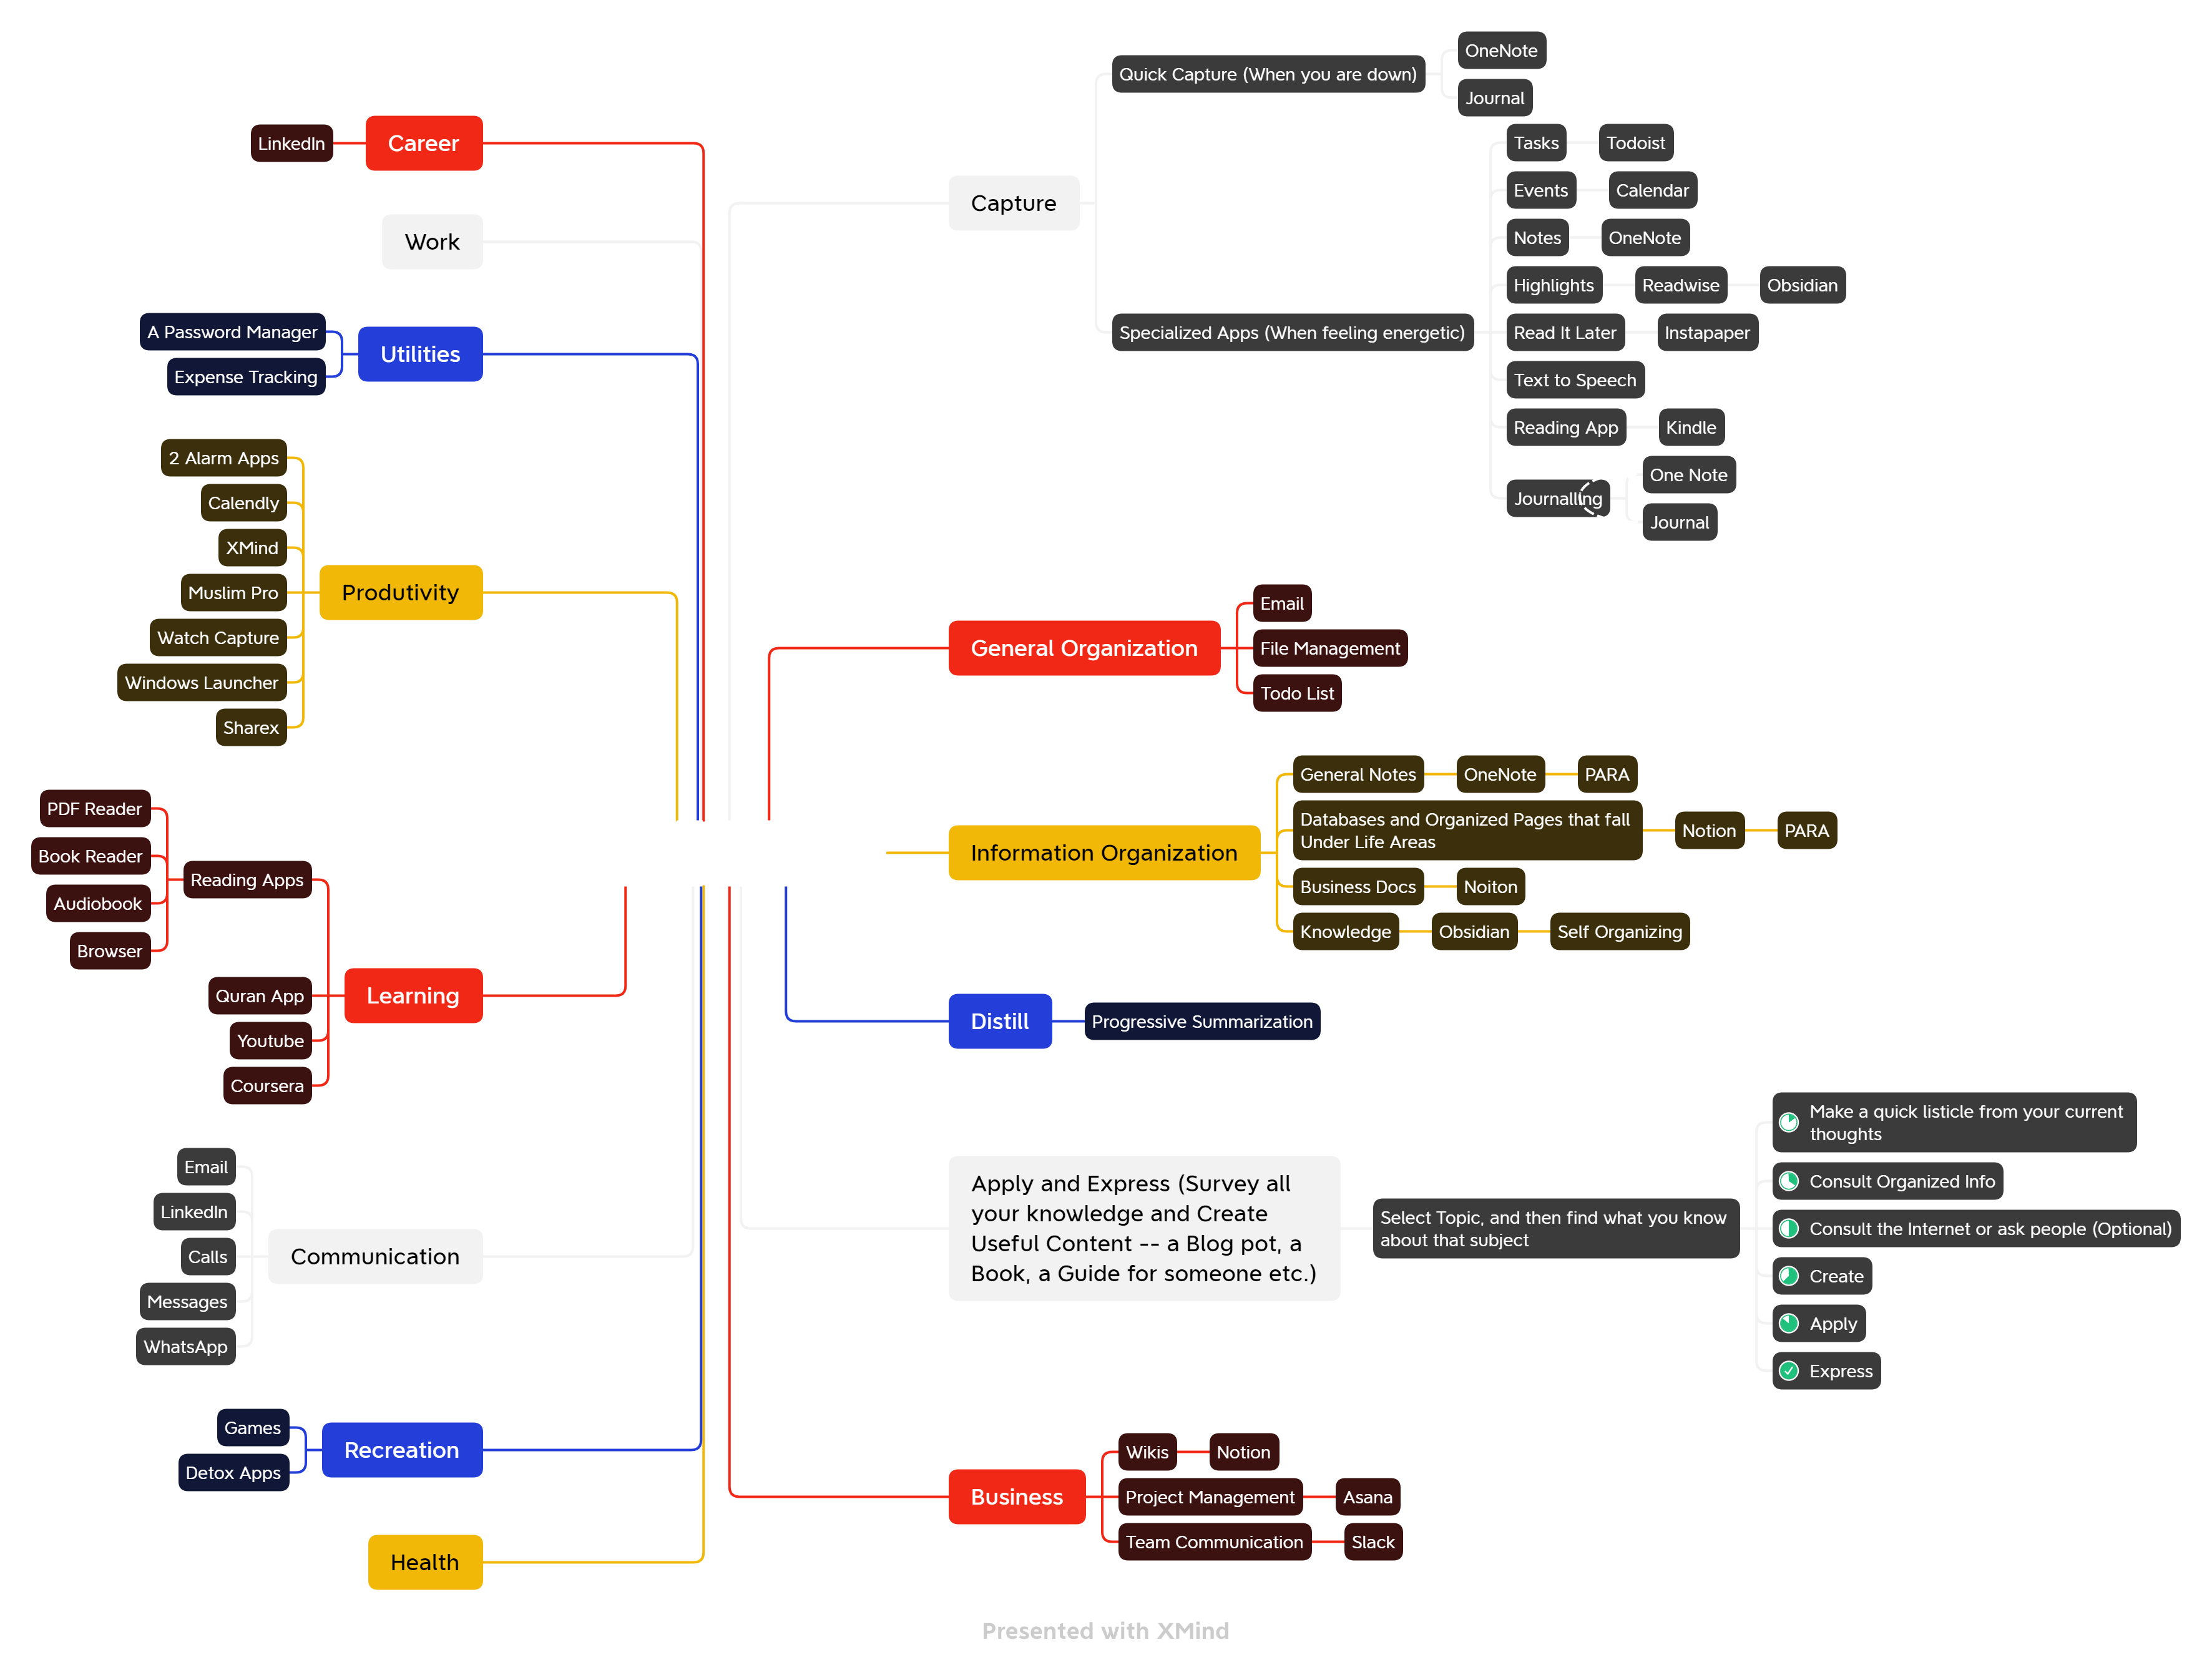 Career
LinkedIn
Work
Utilities
A Password Manager
Expense Tracking
Produtivity
2 Alarm Apps
Calendly
XMind
Muslim Pro
Watch Capture
Windows Launcher
Sharex
Learning
Reading Apps
PDF Reader
Book Reader
Audiobook
Browser
Quran App
Youtube
Coursera
Communication
Email
LinkedIn
Calls
Messages
WhatsApp
Recreation
Games
Detox Apps
Health
Capture
Quick Capture (When you are down)
OneNote
Journal
Specialized Apps (When feeling energetic)
Tasks
Todoist
Events
Calendar
Notes
OneNote
Highlights
Readwise
Obsidian
Read It Later
Instapaper
Text to Speech
Reading App
Kindle
Journalling
One Note
Journal
General Organization
Email
File Management
Todo List
Information Organization
General Notes
OneNote
PARA
Databases and Organized Pages that fall
Under Life Areas
Notion
PARA
Business Docs
Noiton
Knowledge
Obsidian
Self Organizing
Distill
Progressive Summarization
Apply and Express (Survey all
your knowledge and Create
Useful Content -- a Blog pot, a
Book, a Guide for someone etc.)
Select Topic, and then find what you know
about that subject
Make a quick listicle from your current
thoughts
Consult Organized Info
Consult the Internet or ask people (Optional)
Create
Apply
Express
Business
Wikis
Notion
Project Management
Asana
Team Communication
Slack
Presented with XMind